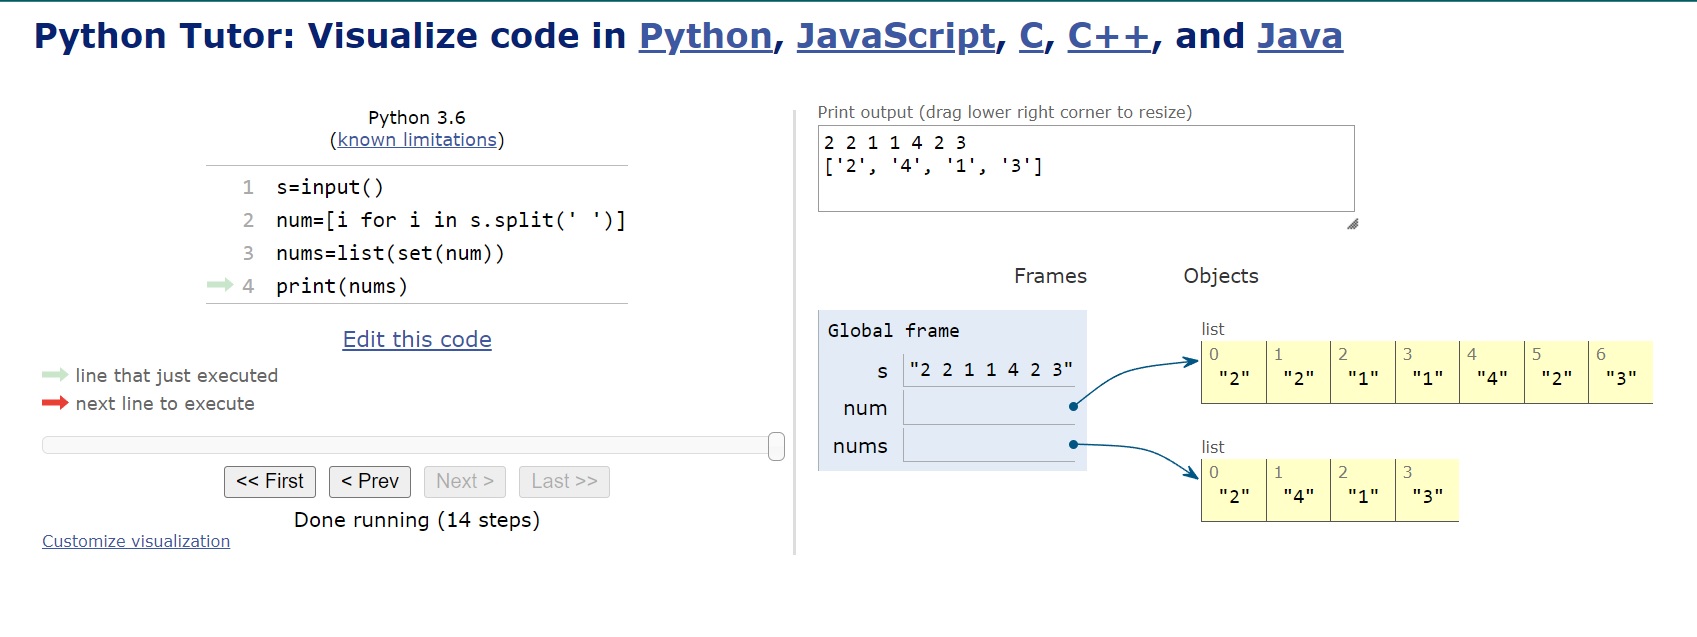 Python Tutor: Visualize code in Python, JavaScript, C, C++, and Java
Python 3.6
(known limitations)
1 s=input()
2 num=[i for i in s.split(' ')]
3 nums=list(set(num))
4 print(nums)
Edit this code
line that just executed
next line to execute
<< First < Prev Next > Last >>
Done running (14 steps)
Customize visualization
Print output (drag lower right corner to resize)
2 2 1 1 4 2 3
['2', '4', '1', '3']
Frames Objects
Global frame
s "2 2 1 1 4 2 3"
num
nums
list
0 1 2 3 4 5 6
"2" "2" "1" "1" "4" "2" "3"
list
0 1 2 3
"2" "4" "1" "3"